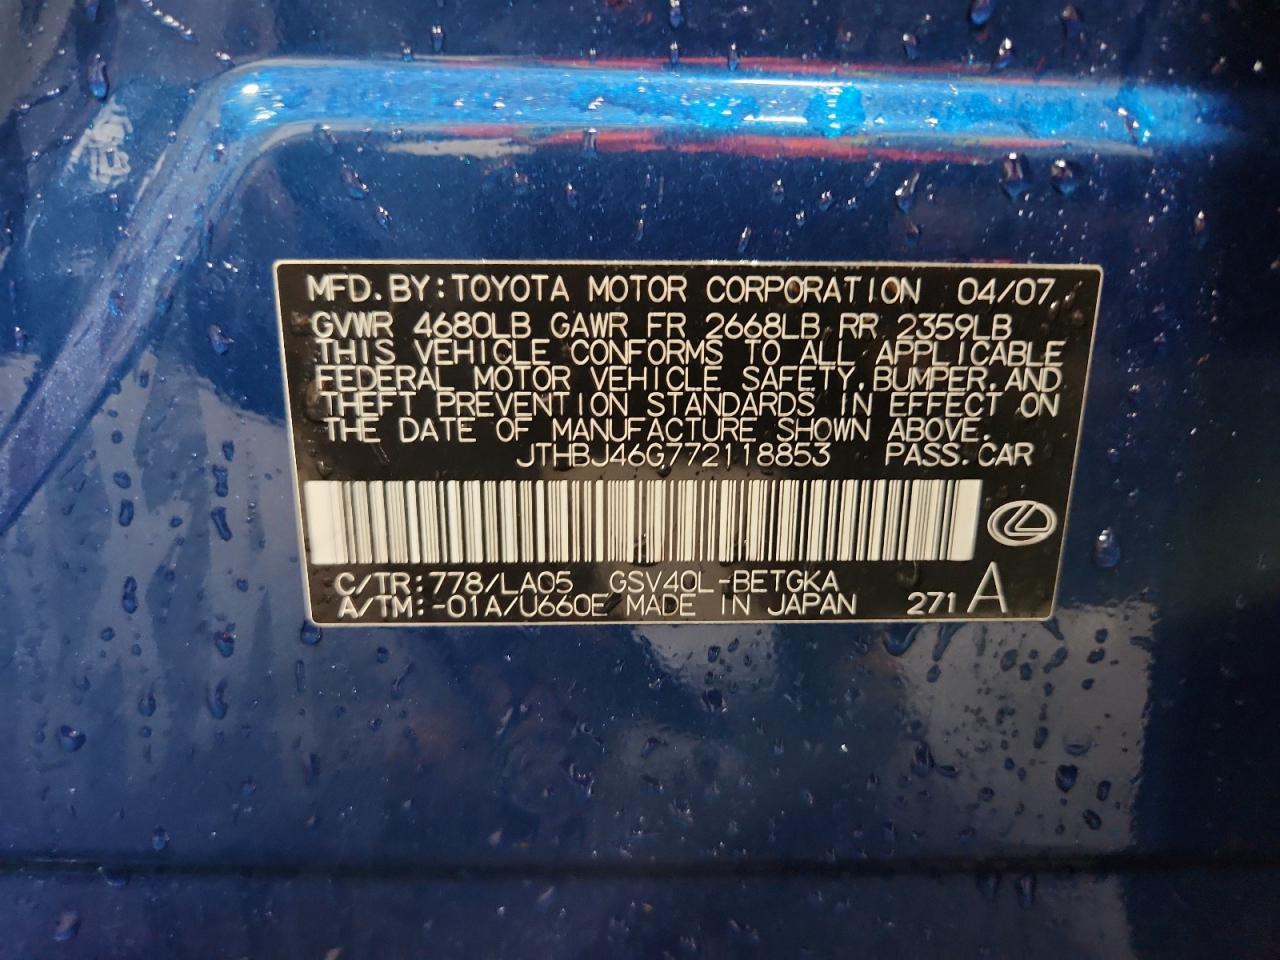 MFD. BY: TOYOTA MOTOR CORPORATION 04/07
GVWR 4680LB GAWR FR 2668LB RR 2359LB
THIS VEHICLE CONFORMS TO ALL APPLICABLE
FEDERAL MOTOR VEHICLE SAFETY, BUMPER, AND
THEFT PREVENTION STANDARDS IN EFFECT ON
THE DATE OF MANUFACTURE SHOWN ABOVE.
JTHBJ46G772118853 PASS. CAR
C/TR: 778/LA05 GSV40L-BETGKA
A/TM: -01A/U660E MADE IN JAPAN 271 A